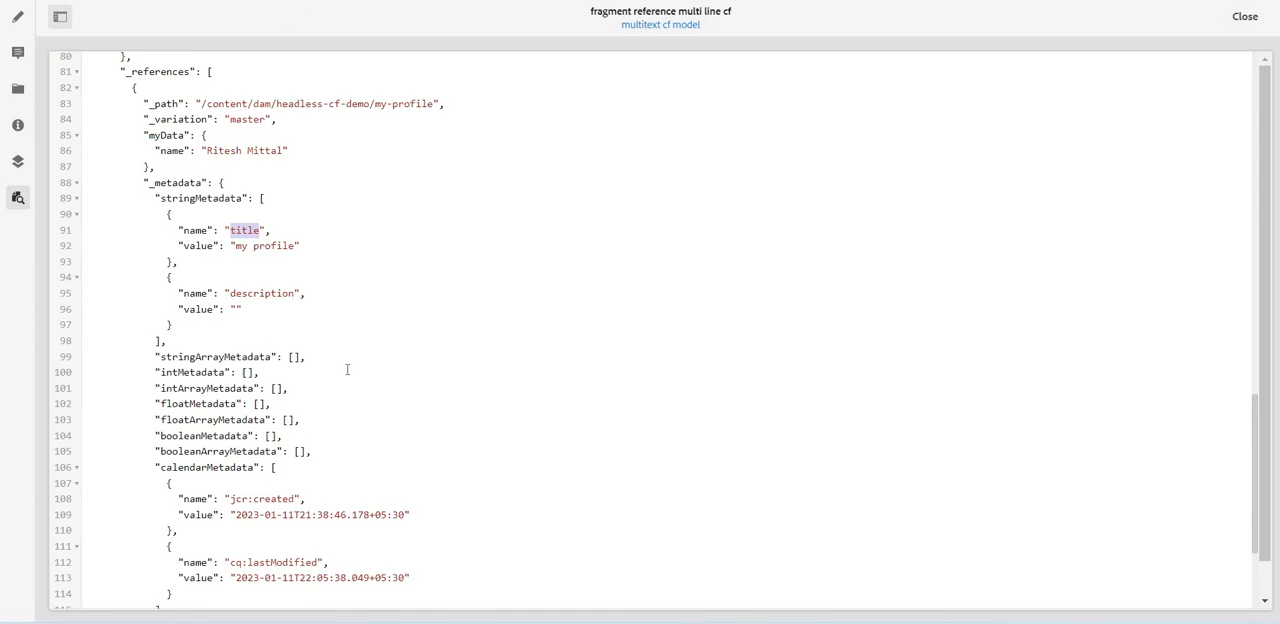 fragment reference multi line cf
multitext cf model
Close
80 },
81 "_references": [
82 {
83 "_path": "/content/dam/headless-cf-demo/my-profile",
84 "_variation": "master",
85 "myData": {
86 "name": "Ritesh Mittal"
87 },
88 "_metadata": {
89 "stringMetadata": [
90 {
91 "name": "title",
92 "value": "my profile"
93 },
94 {
95 "name": "description",
96 "value": ""
97 }
98 ],
99 "stringArrayMetadata": [],
100 "intMetadata": [],
101 "intArrayMetadata": [],
102 "floatMetadata": [],
103 "floatArrayMetadata": [],
104 "booleanMetadata": [],
105 "booleanArrayMetadata": [],
106 "calendarMetadata": [
107 {
108 "name": "jcr:created",
109 "value": "2023-01-11T21:38:46.178+05:30"
110 },
111 {
112 "name": "cq:lastModified",
113 "value": "2023-01-11T22:05:38.049+05:30"
114 }